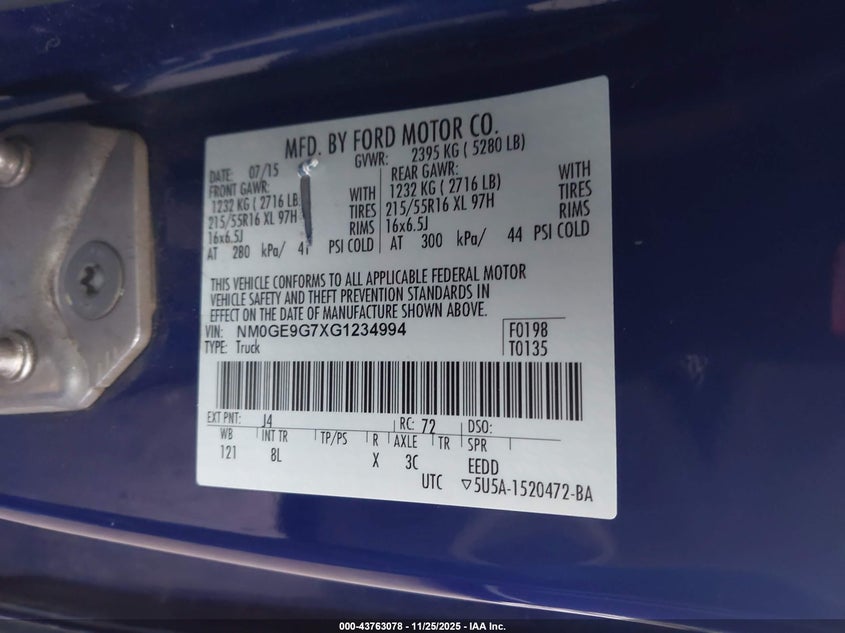 MFD. BY FORD MOTOR CO.
DATE: 07/15 GVWR: 2395 KG ( 5280 LB)
FRONT GAWR: REAR GAWR:
1232 KG ( 2716 LB WITH 1232 KG ( 2716 LB) WITH
215/55R16 XL 97H TIRES 215/55R16 XL 97H TIRES
16x6.5J RIMS 16x6.5J RIMS
AT 280 kPa/ 41 PSI COLD AT 300 kPa/ 44 PSI COLD
THIS VEHICLE CONFORMS TO ALL APPLICABLE FEDERAL MOTOR
VEHICLE SAFETY AND THEFT PREVENTION STANDARDS IN
EFFECT ON THE DATE OF MANUFACTURE SHOWN ABOVE.
VIN: NM0GE9G7XG1234994 F0198
TYPE: Truck T0135
EXT PNT: J4 RC: 72 DSO:
WB INT TR TP/PS R AXLE TR SPR
121 8L X 3C EEDD
UTC ▽5U5A-1520472-BA
000-43763078 - 11/25/2025 - IAA Inc.